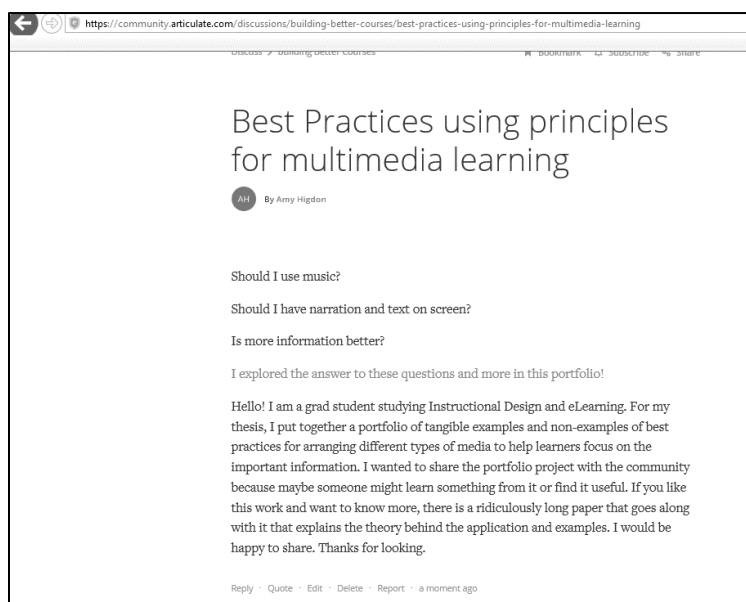 https://community.articulate.com/discussions/building-better-courses/best-practices-using-principles-for-multimedia-learning
Discuss > Building Better Courses Bookmark Subscribe Share
Best Practices using principles
for multimedia learning
AH By Amy Higdon
Should I use music?
Should I have narration and text on screen?
Is more information better?
I explored the answer to these questions and more in this portfolio!
Hello! I am a grad student studying Instructional Design and eLearning. For my
thesis, I put together a portfolio of tangible examples and non-examples of best
practices for arranging different types of media to help learners focus on the
important information. I wanted to share the portfolio project with the community
because maybe someone might learn something from it or find it useful. If you like
this work and want to know more, there is a ridiculously long paper that goes along
with it that explains the theory behind the application and examples. I would be
happy to share. Thanks for looking.
Reply · Quote · Edit · Delete · Report · a moment ago